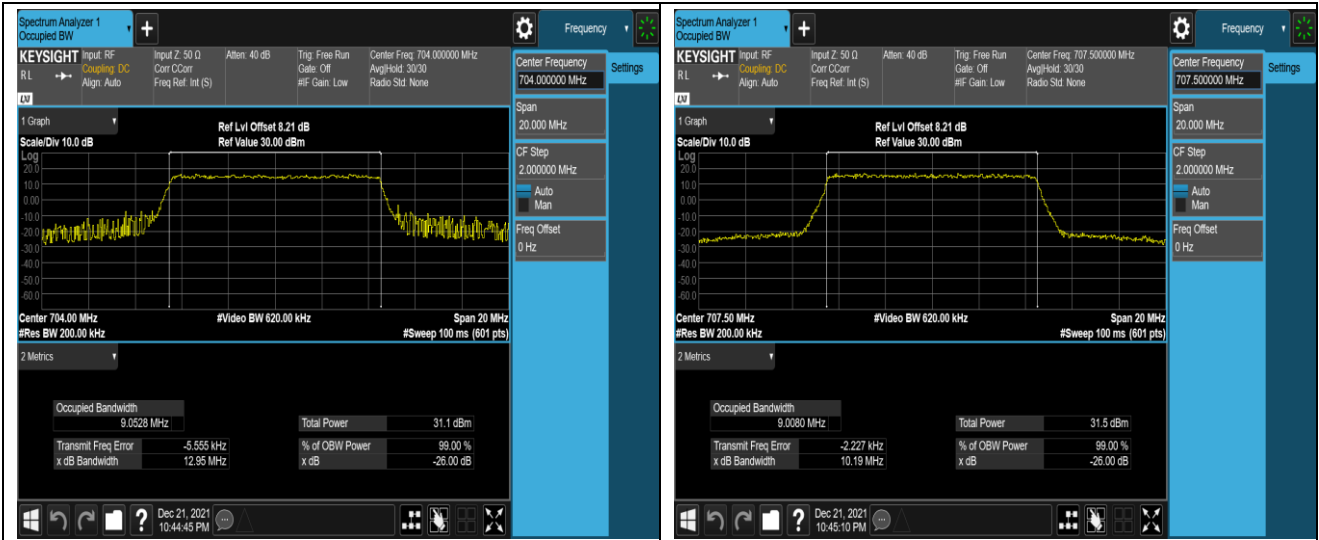 Spectrum Analyzer 1
Occupied BW
+
Frequency
KEYSIGHT Input: RF Input Z: 50 Ω Atten: 40 dB Trig: Free Run Center Freq: 704.000000 MHz
Coupling: DC Corr CCorr Gate: Off Avg|Hold: 30/30
RL Align: Auto Freq Ref: Int (S) #IF Gain: Low Radio Std: None
LXI
Center Frequency
704.000000 MHz
Settings
Span
20.000 MHz
CF Step
2.000000 MHz
Auto
Man
Freq Offset
0 Hz
1 Graph
Ref Lvl Offset 8.21 dB
Scale/Div 10.0 dB Ref Value 30.00 dBm
Log
20.0
10.0
0.00
-10.0
-20.0
-30.0
-40.0
-50.0
-60.0
Center 704.00 MHz #Video BW 620.00 kHz Span 20 MHz
#Res BW 200.00 kHz #Sweep 100 ms (601 pts)
2 Metrics
Occupied Bandwidth
9.0528 MHz Total Power 31.1 dBm
Transmit Freq Error -5.555 kHz % of OBW Power 99.00 %
x dB Bandwidth 12.95 MHz x dB -26.00 dB
?
Dec 21, 2021
10:44:45 PM
Spectrum Analyzer 1
Occupied BW
+
Frequency
KEYSIGHT Input: RF Input Z: 50 Ω Atten: 40 dB Trig: Free Run Center Freq: 707.500000 MHz
Coupling: DC Corr CCorr Gate: Off Avg|Hold: 30/30
RL Align: Auto Freq Ref: Int (S) #IF Gain: Low Radio Std: None
LXI
Center Frequency
707.500000 MHz
Settings
Span
20.000 MHz
CF Step
2.000000 MHz
Auto
Man
Freq Offset
0 Hz
1 Graph
Ref Lvl Offset 8.21 dB
Scale/Div 10.0 dB Ref Value 30.00 dBm
Log
20.0
10.0
0.00
-10.0
-20.0
-30.0
-40.0
-50.0
-60.0
Center 707.50 MHz #Video BW 620.00 kHz Span 20 MHz
#Res BW 200.00 kHz #Sweep 100 ms (601 pts)
2 Metrics
Occupied Bandwidth
9.0080 MHz Total Power 31.5 dBm
Transmit Freq Error -2.227 kHz % of OBW Power 99.00 %
x dB Bandwidth 10.19 MHz x dB -26.00 dB
?
Dec 21, 2021
10:45:10 PM